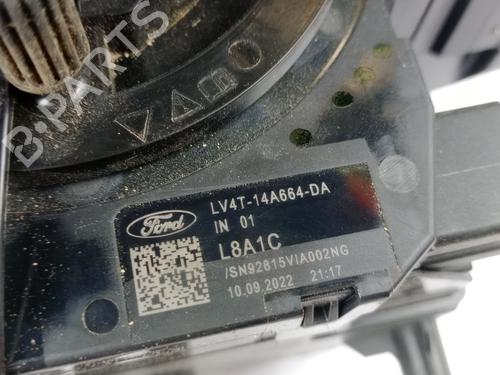 B-PARTS
Ford
LV4T-14A664-DA
IN 01
L8A1C
/SN92815VIA002NG
10.09.2022 21:17